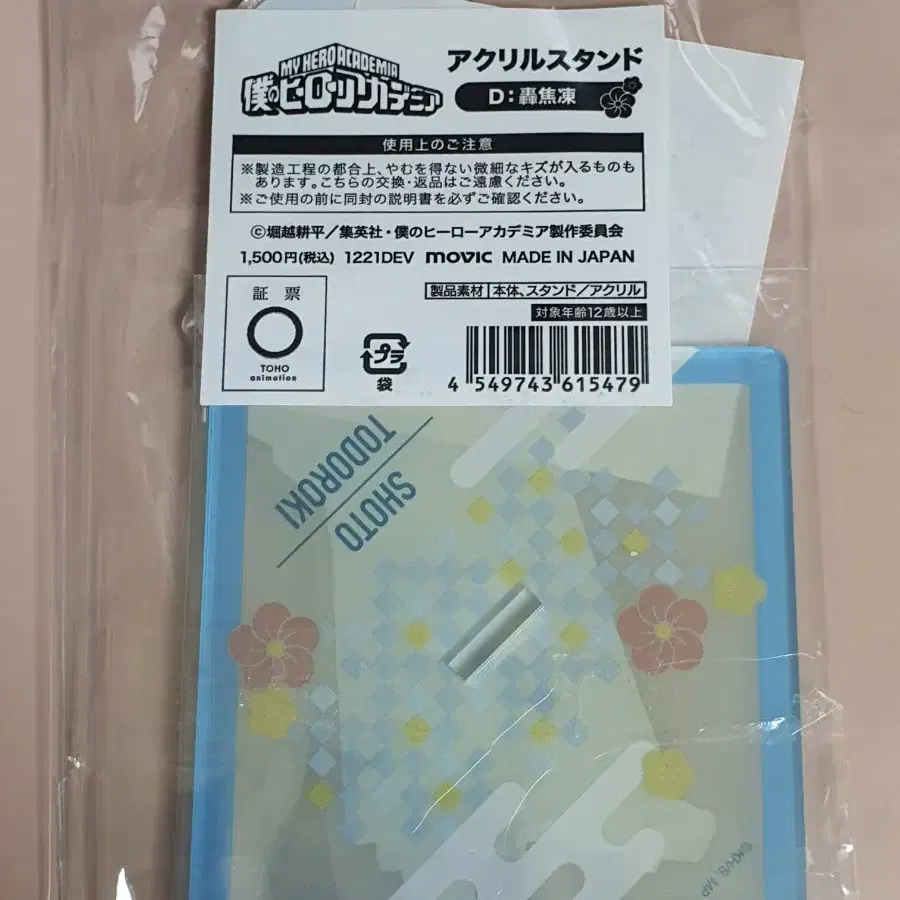 MY HERO ACADEMIA
僕のヒーローアカデミア
アクリルスタンド
D：轟焦凍
使用上のご注意
※製造工程の都合上、やむを得ない微細なキズが入るものも
あります。こちらの交換・返品はご遠慮ください。
※ご使用の前に同封の説明書を必ずご確認ください。
©堀越耕平／集英社・僕のヒーローアカデミア製作委員会
1,500円(税込) 1221DEV movic MADE IN JAPAN
製品素材 本体、スタンド／アクリル
対象年齢12歳以上
証票
TOHO
animation
プラ
袋
4 549743 615479
SHOTO
TODOROKI